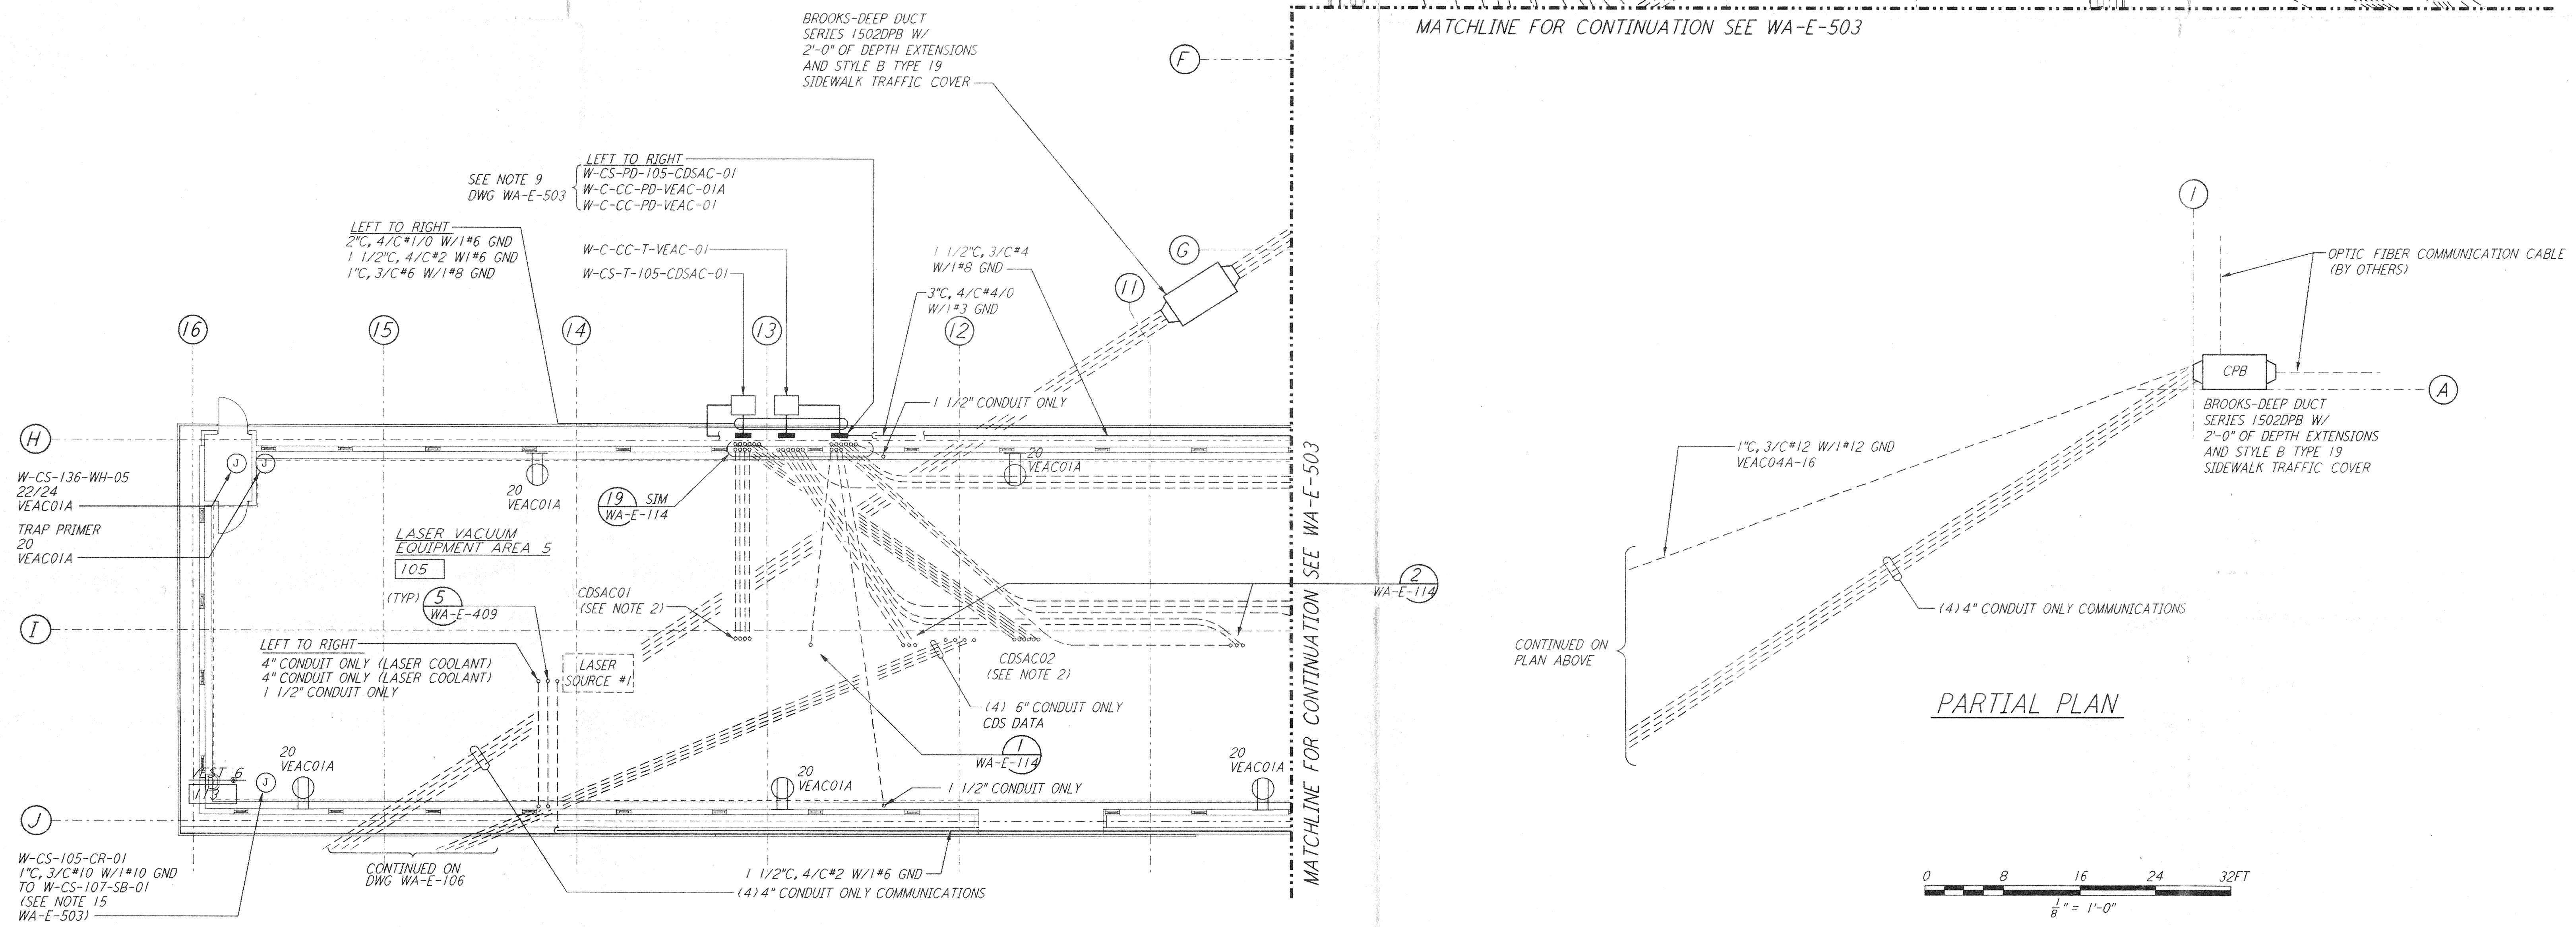 BROOKS-DEEP DUCT
SERIES 1502DPB W/
2'-0" OF DEPTH EXTENSIONS
AND STYLE B TYPE 19
SIDEWALK TRAFFIC COVER
MATCHLINE FOR CONTINUATION SEE WA-E-503
F
SEE NOTE 9
DWG WA-E-503
LEFT TO RIGHT
W-CS-PD-105-CDSAC-01
W-C-CC-PD-VEAC-01A
W-C-CC-PD-VEAC-01
LEFT TO RIGHT
2"C, 4/C#1/0 W/1#6 GND
1 1/2"C, 4/C#2 W1#6 GND
1"C, 3/C#6 W/1#8 GND
W-C-CC-T-VEAC-01
W-CS-T-105-CDSAC-01
1 1/2"C, 3/C#4
W/1#8 GND
3"C, 4/C#4/0
W/1#3 GND
G
11
16
15
14
13
12
1 1/2" CONDUIT ONLY
H
J
J
W-CS-136-WH-05
22/24
VEAC01A
TRAP PRIMER
20
VEAC01A
20
VEAC01A
19
SIM
WA-E-114
20
VEAC01A
LASER VACUUM
EQUIPMENT AREA 5
105
(TYP)
5
WA-E-409
CDSAC01
(SEE NOTE 2)
2
WA-E-114
I
LEFT TO RIGHT
4" CONDUIT ONLY (LASER COOLANT)
4" CONDUIT ONLY (LASER COOLANT)
1 1/2" CONDUIT ONLY
LASER
SOURCE #1
CDSAC02
(SEE NOTE 2)
(4) 6" CONDUIT ONLY
CDS DATA
1
WA-E-114
VEST 6
113
J
20
VEAC01A
20
VEAC01A
20
VEAC01A
1 1/2" CONDUIT ONLY
J
W-CS-105-CR-01
1"C, 3/C#10 W/1#10 GND
TO W-CS-107-SB-01
(SEE NOTE 15
WA-E-503)
CONTINUED ON
DWG WA-E-106
1 1/2"C, 4/C#2 W/1#6 GND
(4) 4" CONDUIT ONLY COMMUNICATIONS
MATCHLINE FOR CONTINUATION SEE WA-E-503
1
OPTIC FIBER COMMUNICATION CABLE
(BY OTHERS)
CPB
A
BROOKS-DEEP DUCT
SERIES 1502DPB W/
2'-0" OF DEPTH EXTENSIONS
AND STYLE B TYPE 19
SIDEWALK TRAFFIC COVER
1"C, 3/C#12 W/1#12 GND
VEAC04A-16
(4) 4" CONDUIT ONLY COMMUNICATIONS
CONTINUED ON
PLAN ABOVE
PARTIAL PLAN
0 8 16 24 32FT
1/8" = 1'-0"